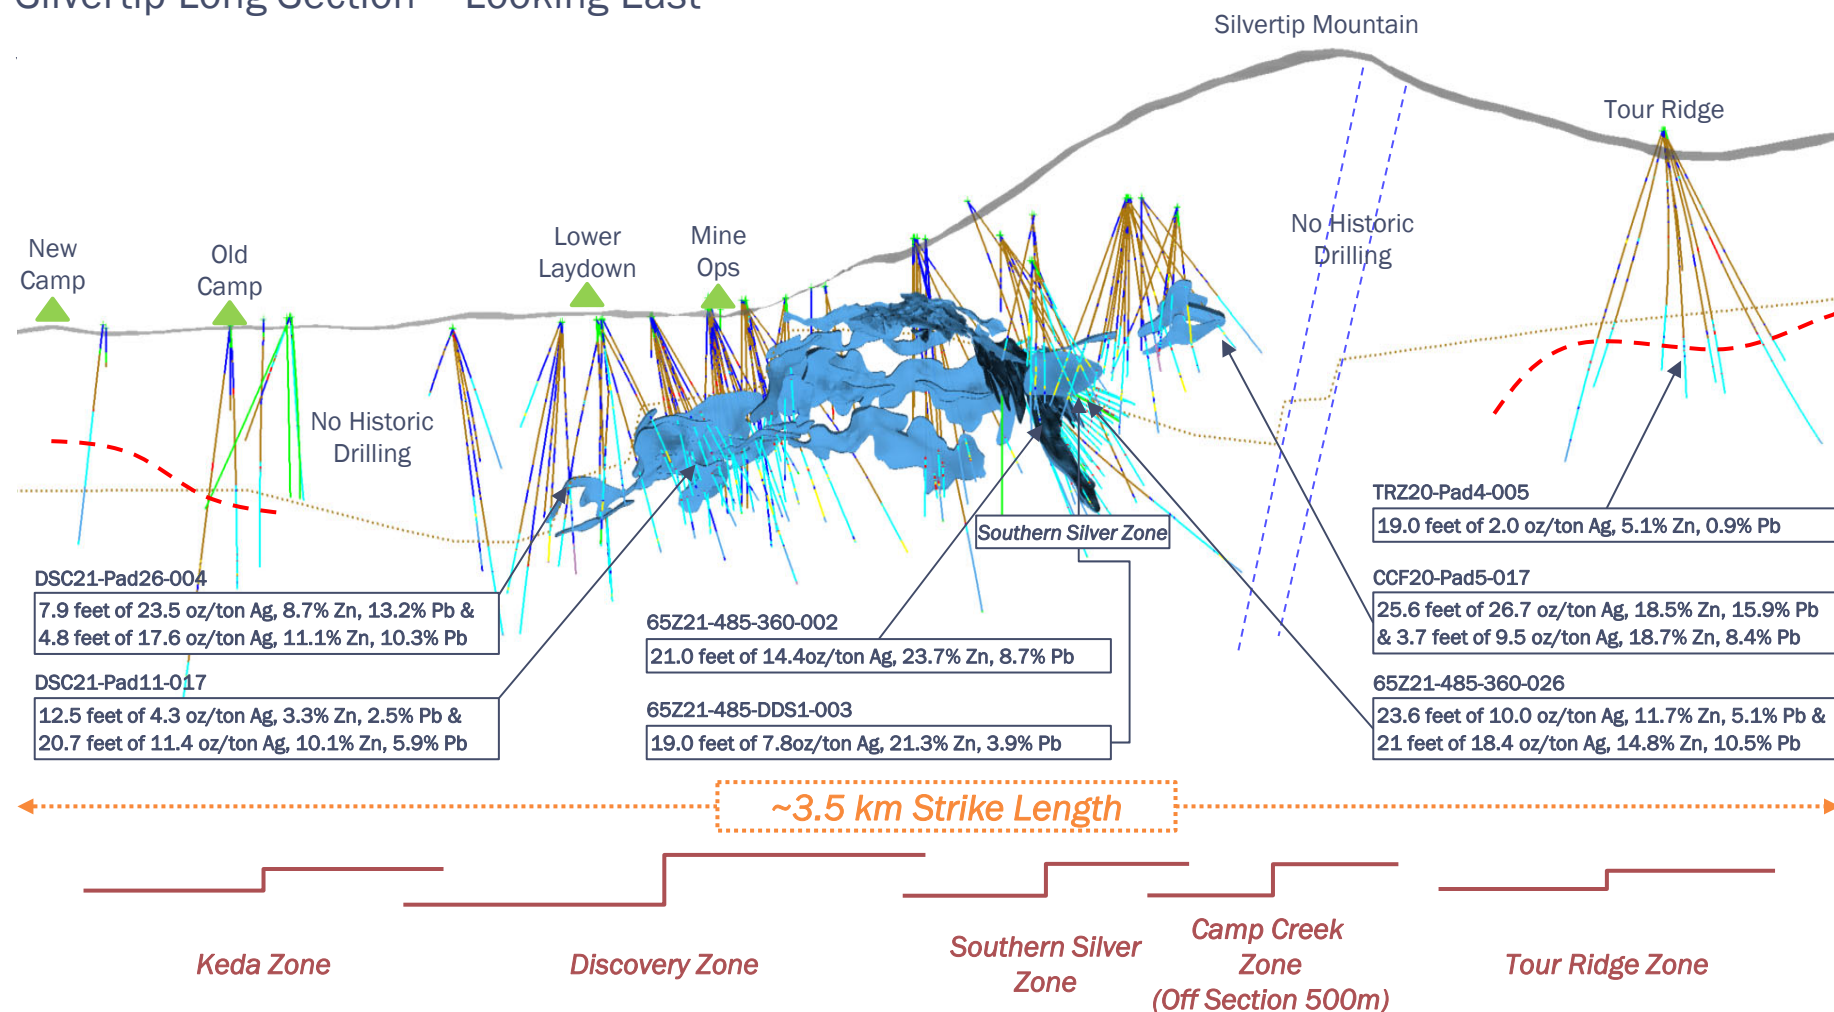 Silvertip Long Section – Looking East
Silvertip Mountain
Tour Ridge
No Historic
Drilling
New
Camp
Old
Camp
Lower
Laydown
Mine
Ops
No Historic
Drilling
Southern Silver Zone
TRZ20-Pad4-005
19.0 feet of 2.0 oz/ton Ag, 5.1% Zn, 0.9% Pb
DSC21-Pad26-004
7.9 feet of 23.5 oz/ton Ag, 8.7% Zn, 13.2% Pb &
4.8 feet of 17.6 oz/ton Ag, 11.1% Zn, 10.3% Pb
CCF20-Pad5-017
25.6 feet of 26.7 oz/ton Ag, 18.5% Zn, 15.9% Pb
& 3.7 feet of 9.5 oz/ton Ag, 18.7% Zn, 8.4% Pb
65Z21-485-360-002
21.0 feet of 14.4oz/ton Ag, 23.7% Zn, 8.7% Pb
DSC21-Pad11-017
12.5 feet of 4.3 oz/ton Ag, 3.3% Zn, 2.5% Pb &
20.7 feet of 11.4 oz/ton Ag, 10.1% Zn, 5.9% Pb
65Z21-485-DDS1-003
19.0 feet of 7.8oz/ton Ag, 21.3% Zn, 3.9% Pb
65Z21-485-360-026
23.6 feet of 10.0 oz/ton Ag, 11.7% Zn, 5.1% Pb &
21 feet of 18.4 oz/ton Ag, 14.8% Zn, 10.5% Pb
~3.5 km Strike Length
Keda Zone
Discovery Zone
Southern Silver
Zone
Camp Creek
Zone
(Off Section 500m)
Tour Ridge Zone